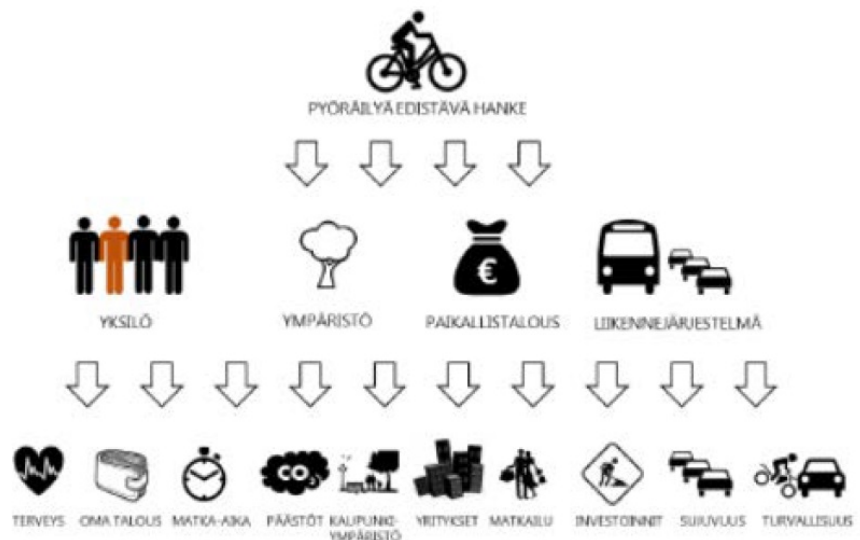 PYÖRÄILYÄ EDISTÄVÄ HANKE
YKSILÖ YMPÄRISTÖ PAIKALLISTALOUS LIIKENNEJÄRJESTELMÄ
€
CO₂
TERVEYS OMA TALOUS MATKA-AIKA PÄÄSTÖT KAUPUNKI- YRITYKSET MATKAILU INVESTOINNIT SUJUVUUS TURVALLISUUS
YMPÄRISTÖ